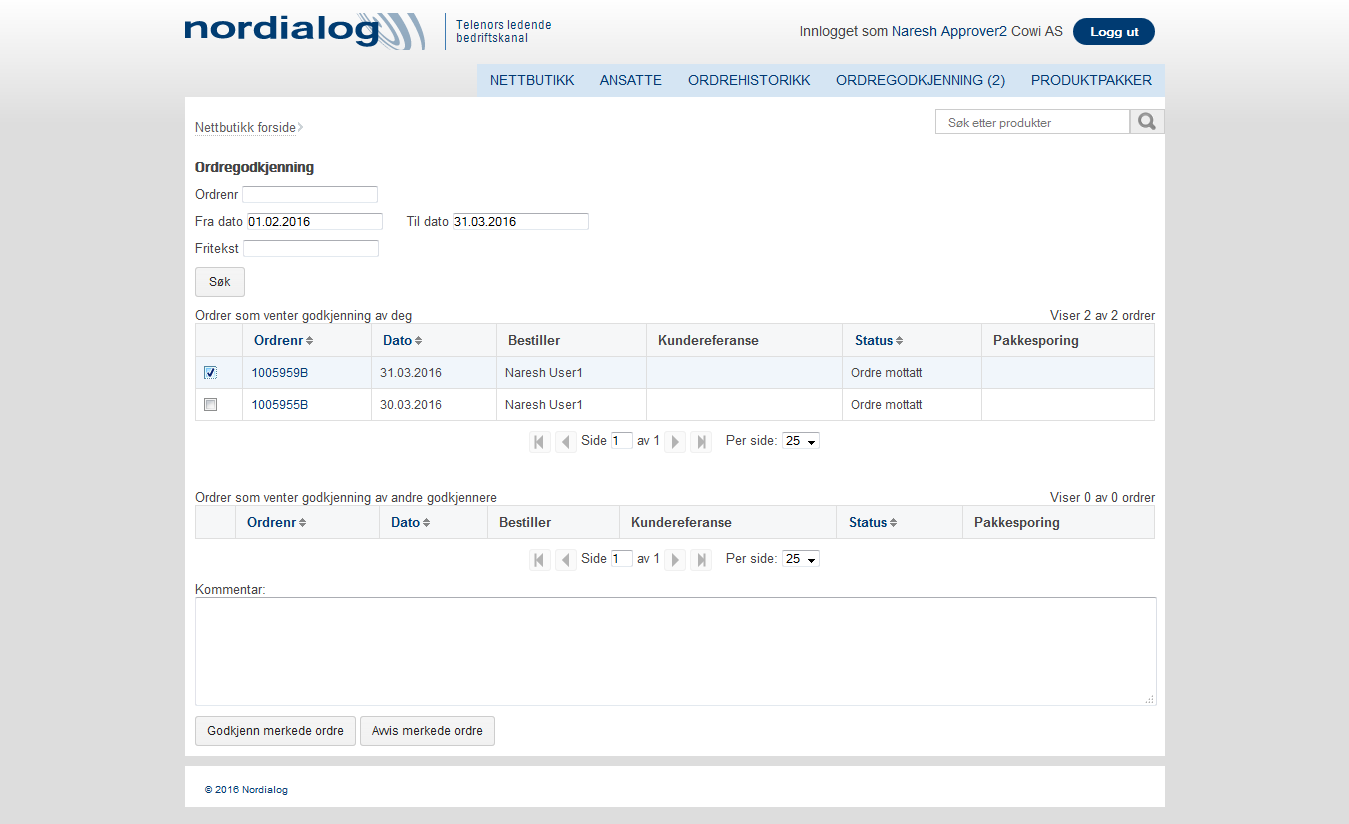 nordialog
Telenors ledende
bedriftskanal
Innlogget som Naresh Approver2 Cowi AS
Logg ut
NETTBUTIKK ANSATTE ORDREHISTORIKK ORDREGODKJENNING (2) PRODUKTPAKKER
Nettbutikk forside
Søk etter produkter
Ordregodkjenning
Ordrenr
Fra dato 01.02.2016 Til dato 31.03.2016
Fritekst
Søk
Ordrer som venter godkjenning av deg Viser 2 av 2 ordrer
Ordrenr Dato Bestiller Kundereferanse Status Pakkesporing
1005959B 31.03.2016 Naresh User1 Ordre mottatt
1005955B 30.03.2016 Naresh User1 Ordre mottatt
Side 1 av 1 Per side: 25
Ordrer som venter godkjenning av andre godkjennere Viser 0 av 0 ordrer
Ordrenr Dato Bestiller Kundereferanse Status Pakkesporing
Side 1 av 1 Per side: 25
Kommentar:
Godkjenn merkede ordre Avvis merkede ordre
© 2016 Nordialog